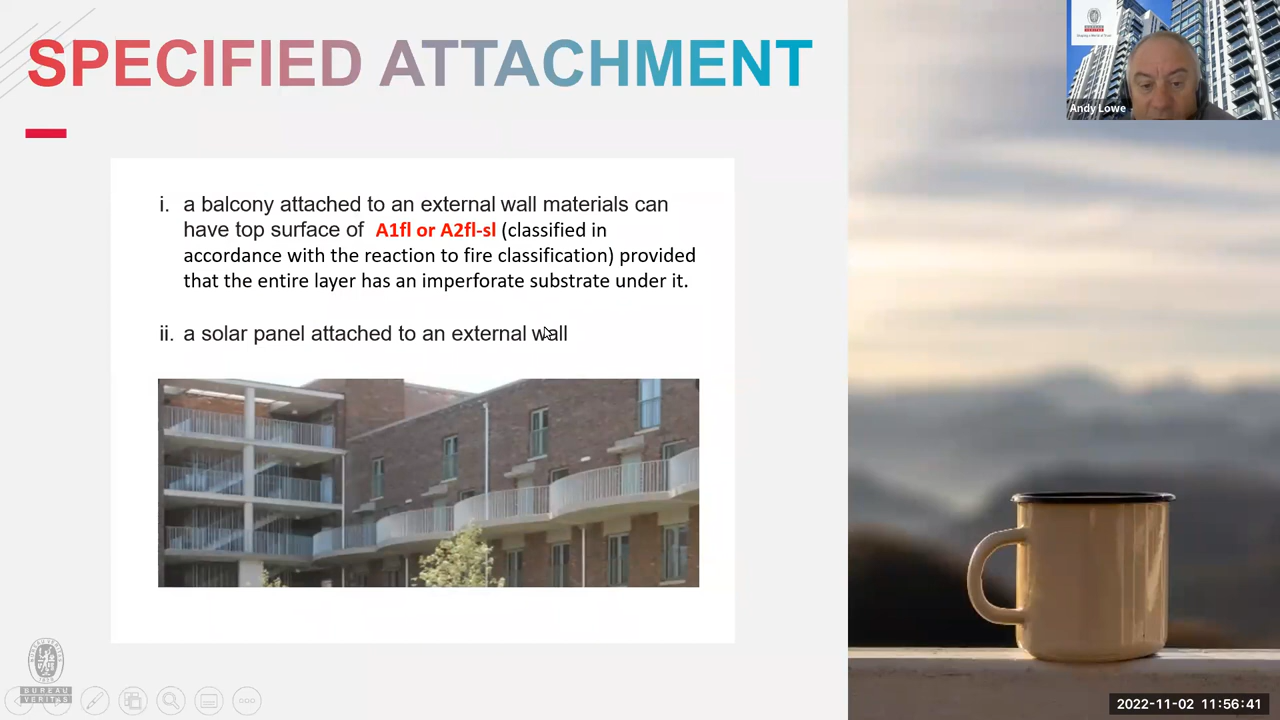 SPECIFIED ATTACHMENT
Andy Lowe
i. a balcony attached to an external wall materials can
have top surface of A1fl or A2fl-sl (classified in
accordance with the reaction to fire classification) provided
that the entire layer has an imperforate substrate under it.
ii. a solar panel attached to an external wall
BUREAU
VERITAS
2022-11-02 11:56:41